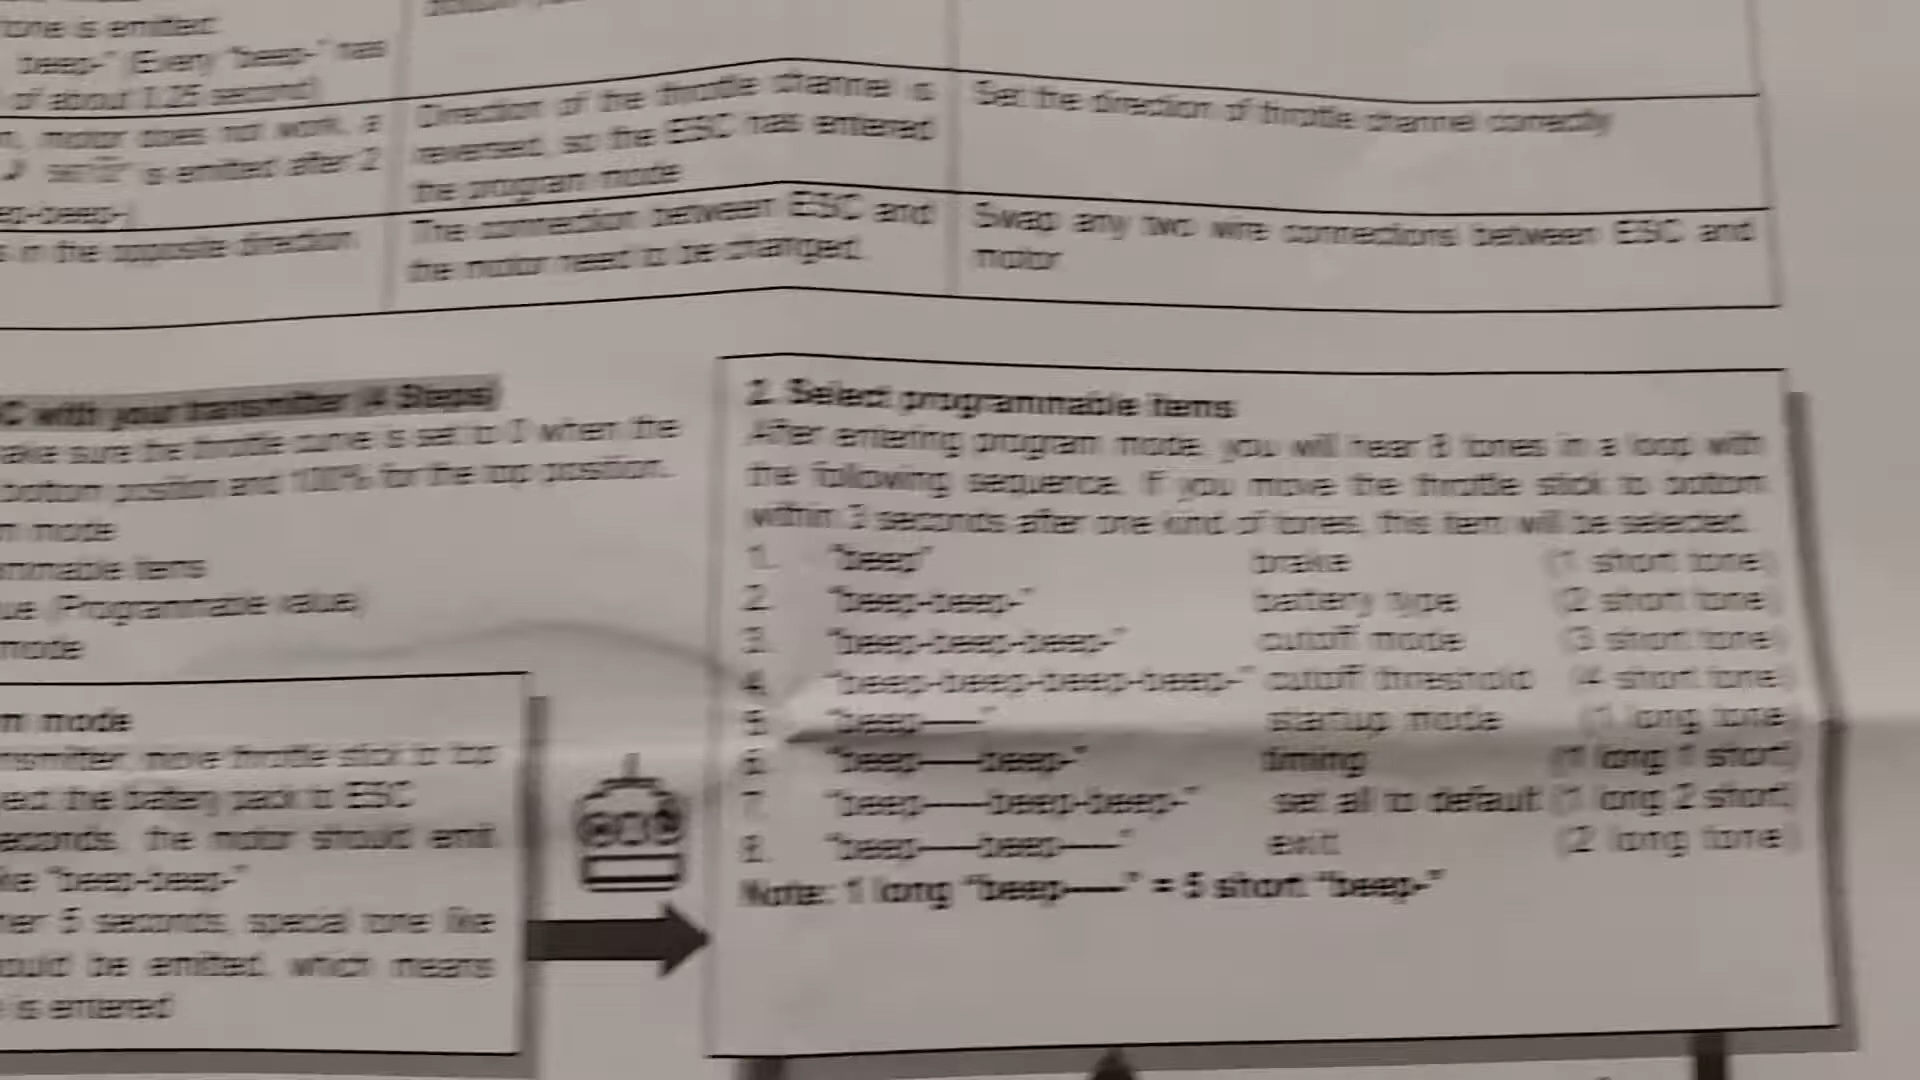 tone is emitted
beep-" (Every "beep-" has
of about 1.25 second)
motor does not work, a
is emitted after 2
in the opposite direction
Direction of the throttle channel is
reversed, so the ESC has entered
the program mode
The connection between ESC and
the motor need to be changed.
Set the direction of throttle channel correctly
Swap any two wire connections between ESC and
motor
with your transmitter (4 Steps)
sure the throttle curve is set to 0 when the
bottom position and 100% for the top position.
mode
items
(Programmable value)
mode
mode
move throttle stick to top
the battery pack to ESC
the motor should emit
"beep-beep-"
5 seconds, special tone like
be emitted, which means
is entered
2. Select programmable items
After entering program mode, you will hear 8 tones in a loop with
the following sequence. If you move the throttle stick to bottom
within 3 seconds after one kind of tones, this item will be selected.
1. "beep" brake (1 short tone)
2. "beep-beep-" battery type (2 short tone)
3. "beep-beep-beep-" cutoff mode (3 short tone)
4. "beep-beep-beep-beep-" cutoff threshold (4 short tone)
5. "beep——" startup mode (1 long tone)
6. "beep——beep-" timing (1 long 1 short)
7. "beep——beep-beep-" set all to default (1 long 2 short)
8. "beep——beep——" exit (2 long tone)
Note: 1 long "beep——" = 5 short "beep-"